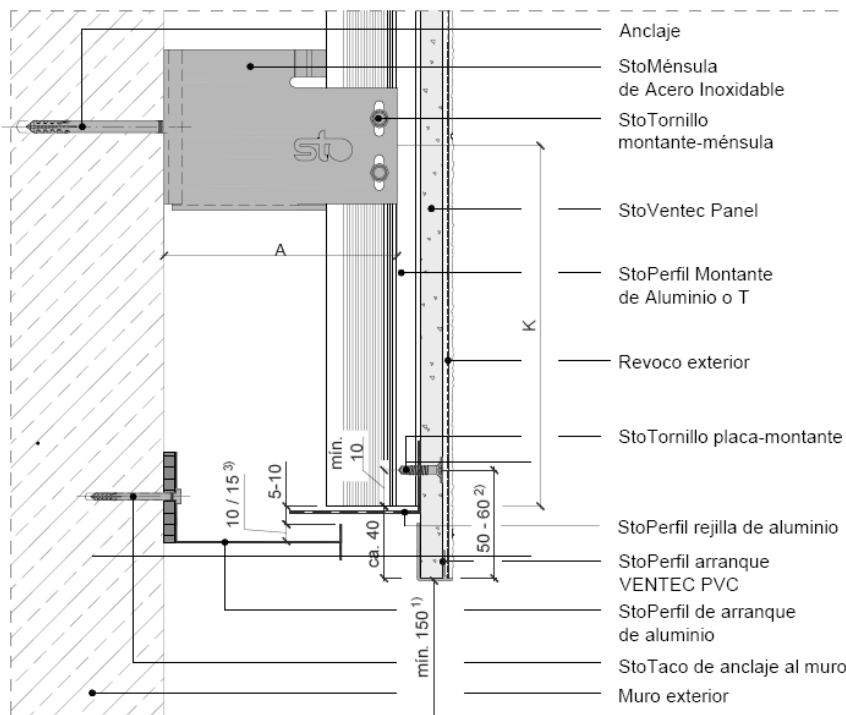 Anclaje
StoMénsula
de Acero Inoxidable
StoTornillo
montante-ménsula
sto
StoVentec Panel
A
StoPerfil Montante
de Aluminio o T
K
Revoco exterior
StoTornillo placa-montante
mín.
10
5-10
10 / 15 3)
ca. 40
50 - 60 2)
StoPerfil rejilla de aluminio
StoPerfil arranque
VENTEC PVC
mín. 150 1)
StoPerfil de arranque
de aluminio
StoTaco de anclaje al muro
Muro exterior